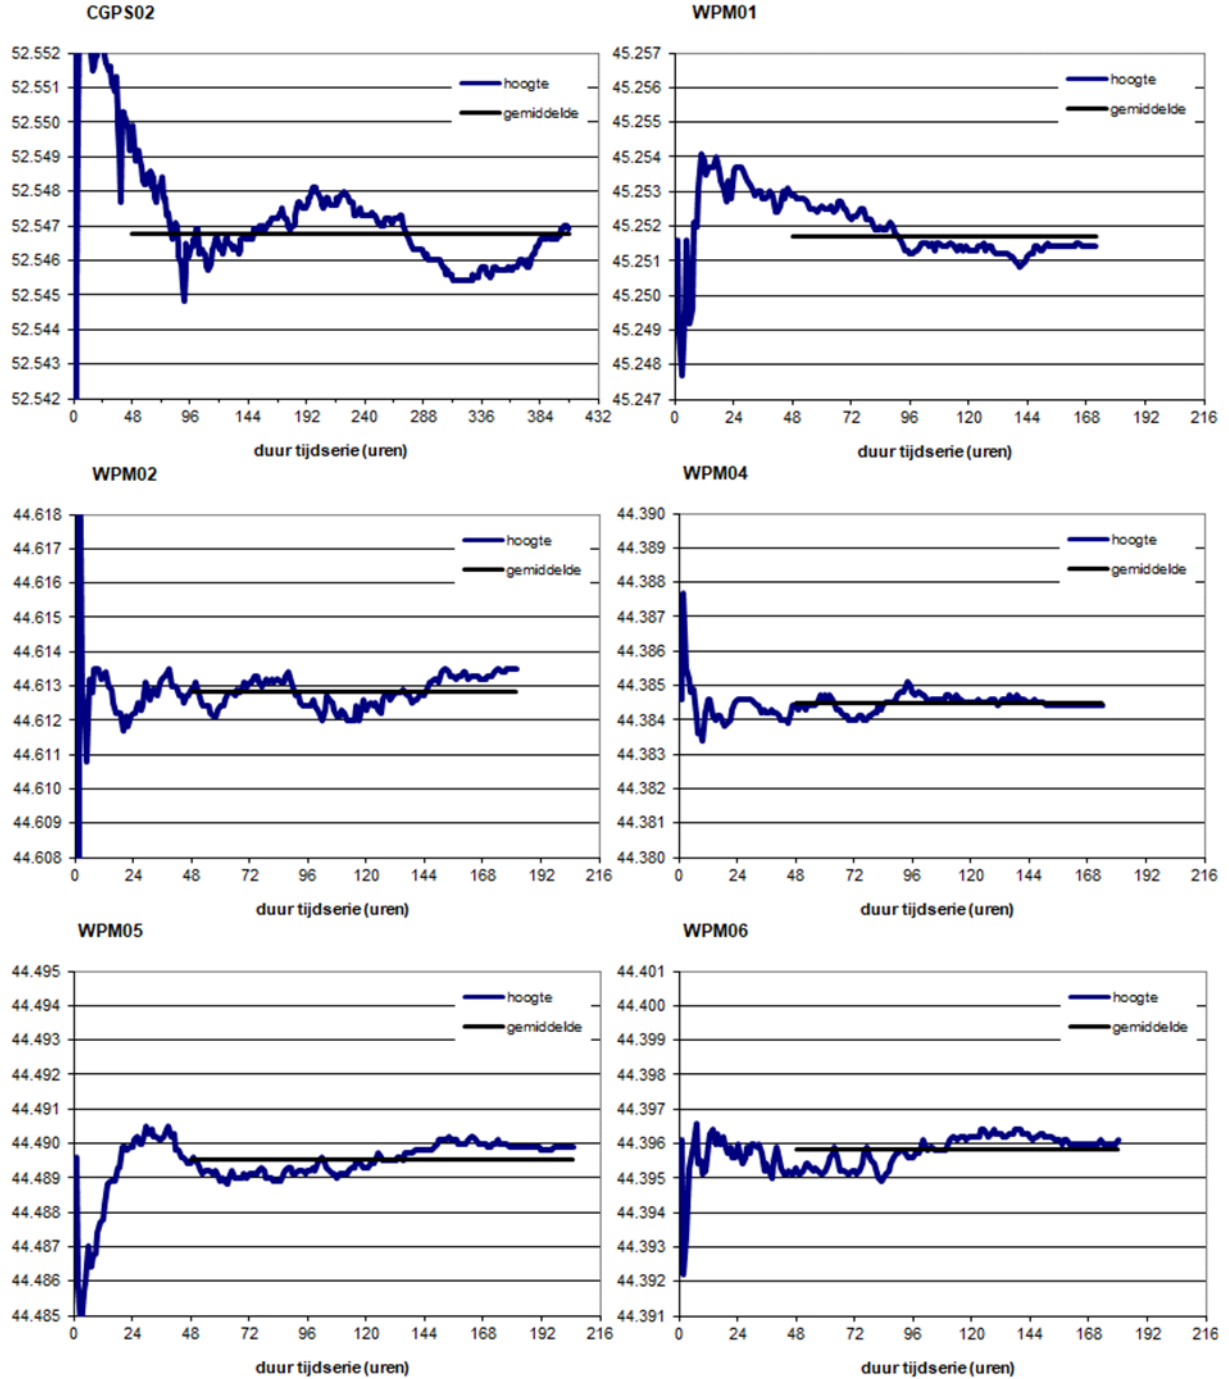 CGPS02
52.552
52.551
52.550
52.549
52.548
52.547
52.546
52.545
52.544
52.543
52.542
hoogte
gemiddelde
0 48 96 144 192 240 288 336 384 432
duur tijdserie (uren)
WPM01
45.257
45.256
45.255
45.254
45.253
45.252
45.251
45.250
45.249
45.248
45.247
hoogte
gemiddelde
0 24 48 72 96 120 144 168 192 216
duur tijdserie (uren)
WPM02
44.618
44.617
44.616
44.615
44.614
44.613
44.612
44.611
44.610
44.609
44.608
hoogte
gemiddelde
0 24 48 72 96 120 144 168 192 216
duur tijdserie (uren)
WPM04
44.390
44.389
44.388
44.387
44.386
44.385
44.384
44.383
44.382
44.381
44.380
hoogte
gemiddelde
0 24 48 72 96 120 144 168 192 216
duur tijdserie (uren)
WPM05
44.495
44.494
44.493
44.492
44.491
44.490
44.489
44.488
44.487
44.486
44.485
hoogte
gemiddelde
0 24 48 72 96 120 144 168 192 216
duur tijdserie (uren)
WPM06
44.401
44.400
44.399
44.398
44.397
44.396
44.395
44.394
44.393
44.392
44.391
hoogte
gemiddelde
0 24 48 72 96 120 144 168 192 216
duur tijdserie (uren)